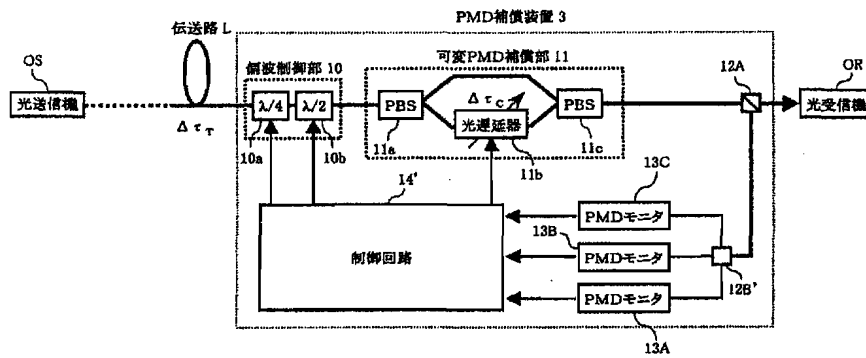 伝送路 L
PMD補償装置 3
OS
光送信機
ΔτT
偏波制御部 10
λ/4
λ/2
10a
10b
可変PMD補償部 11
PBS
ΔτC
光遅延器
PBS
11a
11b
11c
12A
OR
光受信機
14'
制御回路
13C
PMDモニタ
13B
PMDモニタ
12B'
PMDモニタ
13A